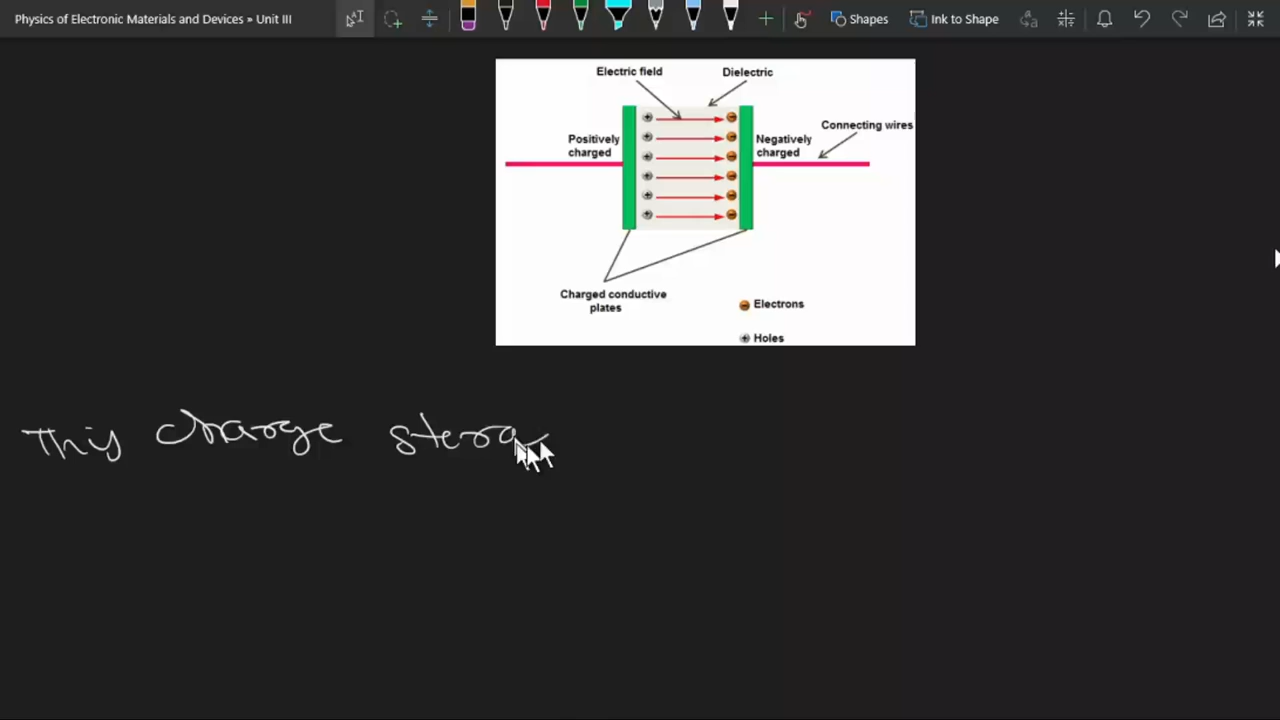 Physics of Electronic Materials and Devices » Unit III
Shapes
Ink to Shape
Electric field
Dielectric
Connecting wires
Positively
charged
Negatively
charged
Charged conductive
plates
Electrons
Holes
This charge stora